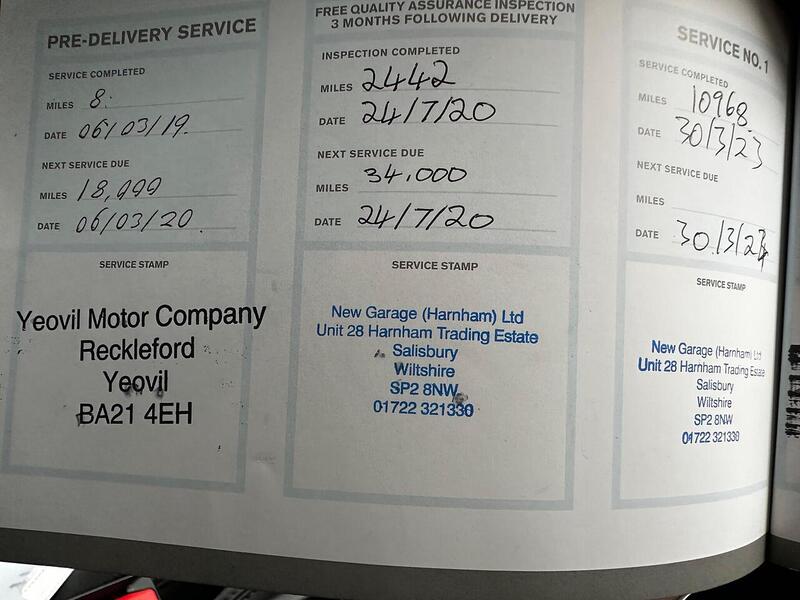 PRE-DELIVERY SERVICE
SERVICE COMPLETED
MILES 8.
DATE 06/03/19.
NEXT SERVICE DUE
MILES 18,999
DATE 06/03/20.
SERVICE STAMP
Yeovil Motor Company
Reckleford
Yeovil
BA21 4EH
FREE QUALITY ASSURANCE INSPECTION
3 MONTHS FOLLOWING DELIVERY
INSPECTION COMPLETED
MILES 2442
DATE 24/7/20
NEXT SERVICE DUE
MILES 34.000
DATE 24/7/20
SERVICE STAMP
New Garage (Harnham) Ltd
Unit 28 Harnham Trading Estate
Salisbury
Wiltshire
SP2 8NW
01722 321330
SERVICE NO. 1
SERVICE COMPLETED
MILES 10968
DATE 30/3/23
NEXT SERVICE DUE
MILES
DATE 30/3/24
SERVICE STAMP
New Garage (Harnham) Ltd
Unit 28 Harnham Trading Estate
Salisbury
Wiltshire
SP2 8NW
01722 321330